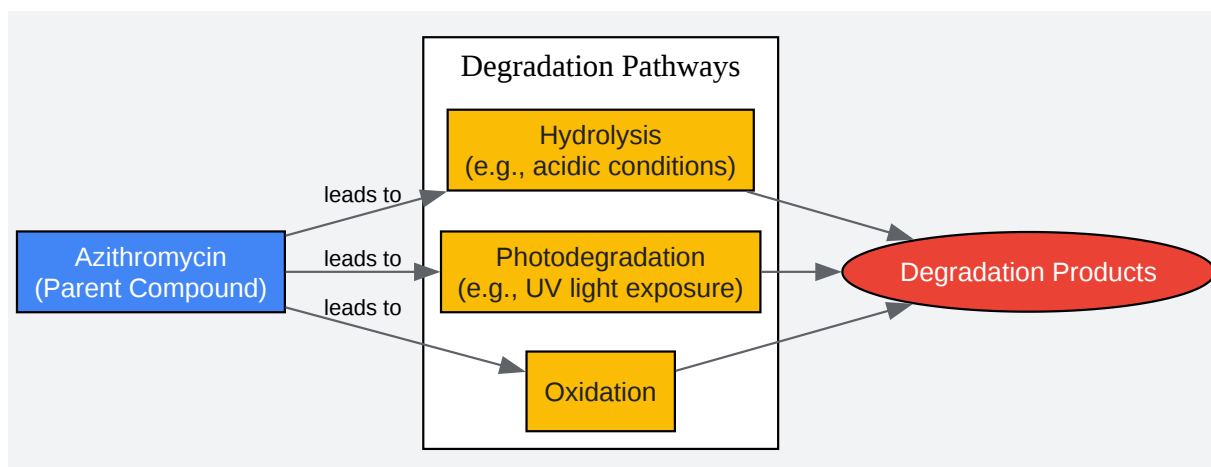 Degradation Pathways
Hydrolysis
(e.g., acidic conditions)
leads to
Azithromycin
(Parent Compound)
leads to
Photodegradation
(e.g., UV light exposure)
Degradation Products
leads to
Oxidation